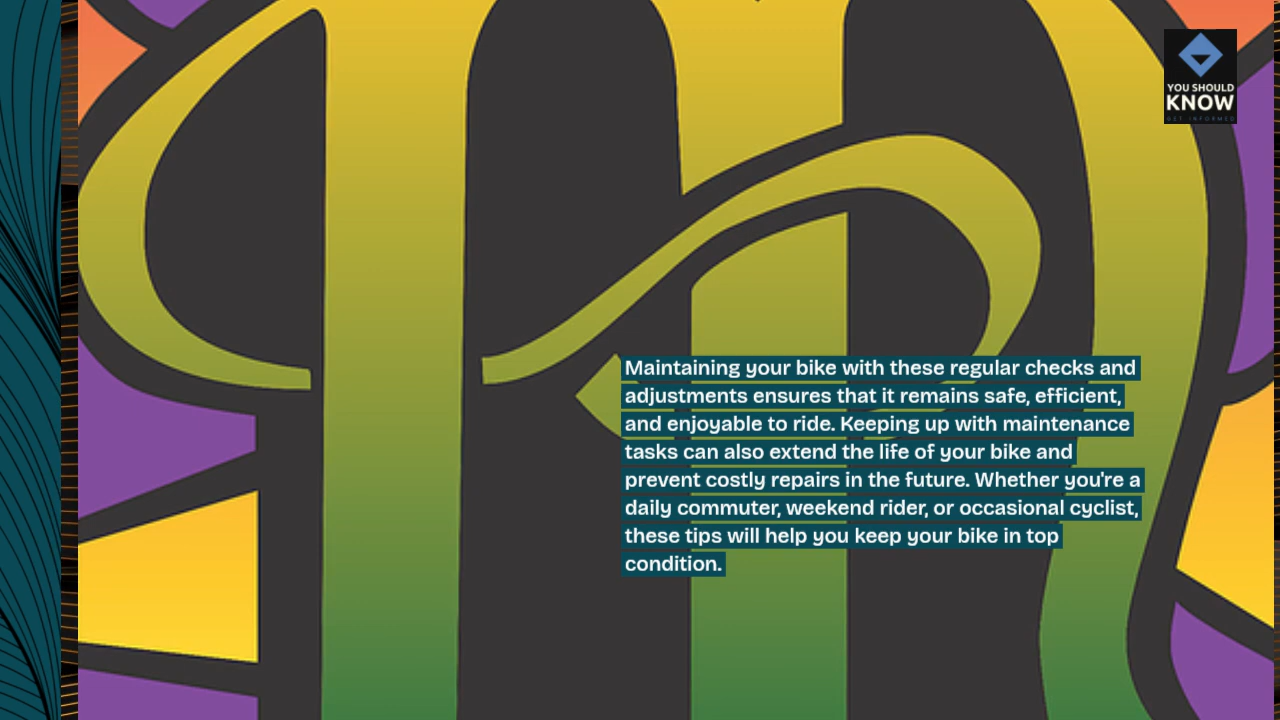 YOU SHOULD
KNOW
GET INFORMED
Maintaining your bike with these regular checks and
adjustments ensures that it remains safe, efficient,
and enjoyable to ride. Keeping up with maintenance
tasks can also extend the life of your bike and
prevent costly repairs in the future. Whether you're a
daily commuter, weekend rider, or occasional cyclist,
these tips will help you keep your bike in top
condition.